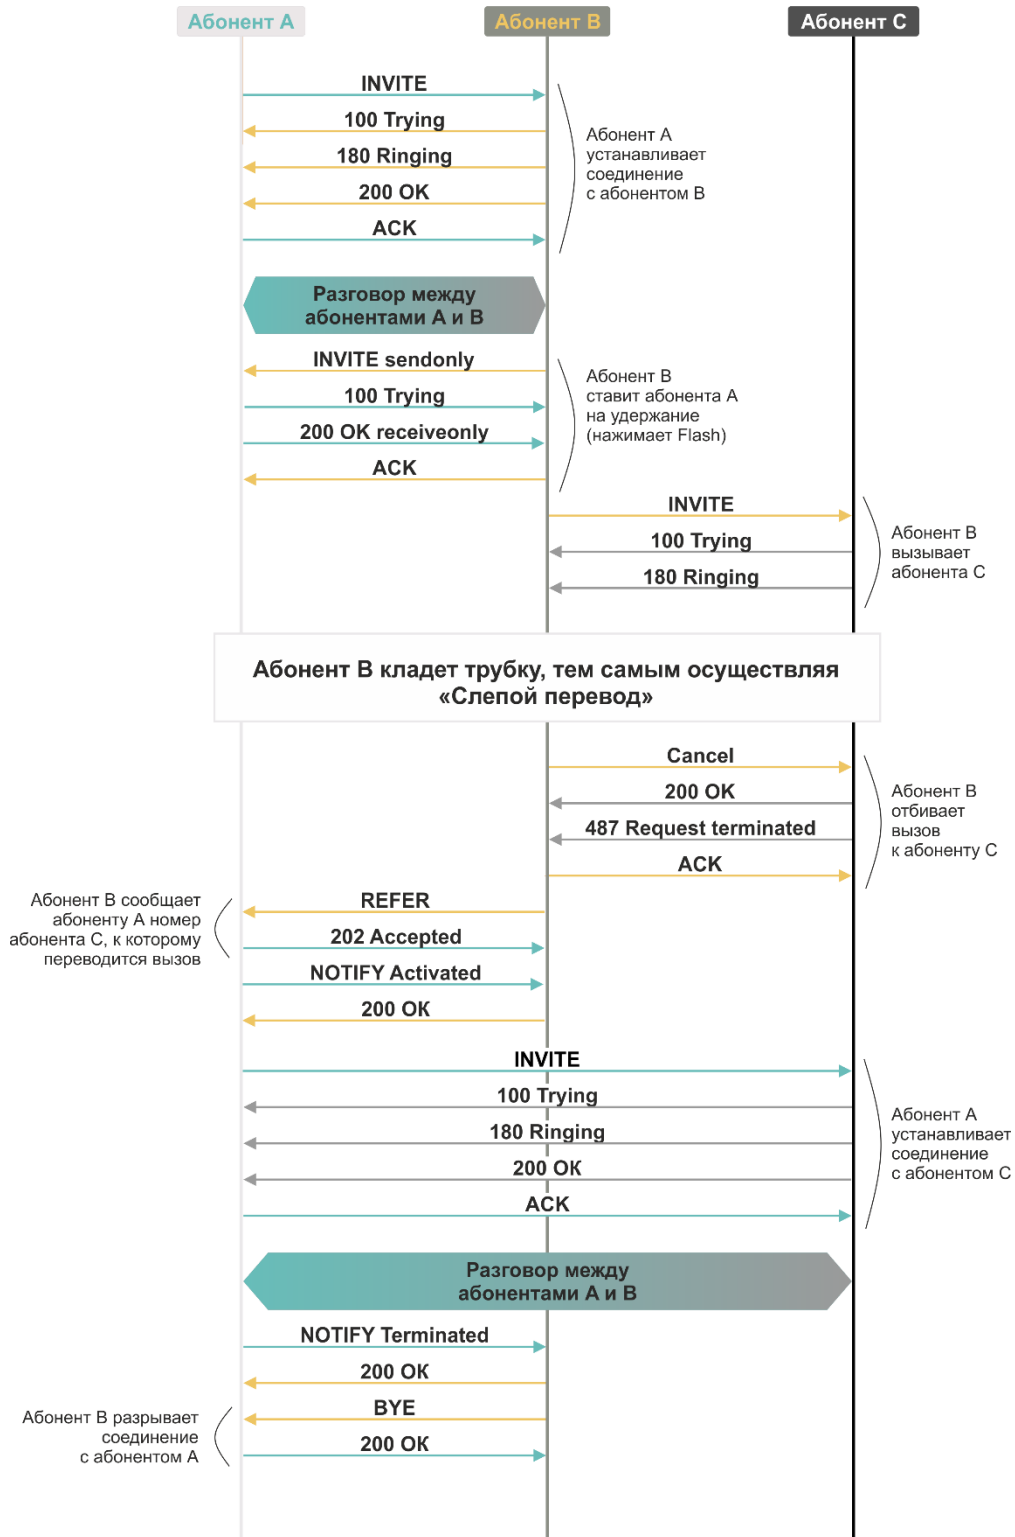 Абонент А
Абонент В
Абонент С
INVITE
100 Trying
180 Ringing
200 OK
ACK
Абонент А
устанавливает
соединение
с абонентом В
Разговор между
абонентами А и В
INVITE sendonly
100 Trying
200 OK receiveonly
ACK
Абонент В
ставит абонента А
на удержание
(нажимает Flash)
INVITE
100 Trying
180 Ringing
Абонент В
вызывает
абонента С
Абонент В кладет трубку, тем самым осуществляя
«Слепой перевод»
Cancel
200 OK
487 Request terminated
ACK
Абонент В
отбивает
вызов
к абоненту С
Абонент В сообщает
абоненту А номер
абонента С, к которому
переводится вызов
REFER
202 Accepted
NOTIFY Activated
200 OK
INVITE
100 Trying
180 Ringing
200 OK
ACK
Абонент А
устанавливает
соединение
с абонентом С
Разговор между
абонентами А и В
NOTIFY Terminated
200 OK
BYE
200 OK
Абонент В разрывает
соединение
с абонентом А